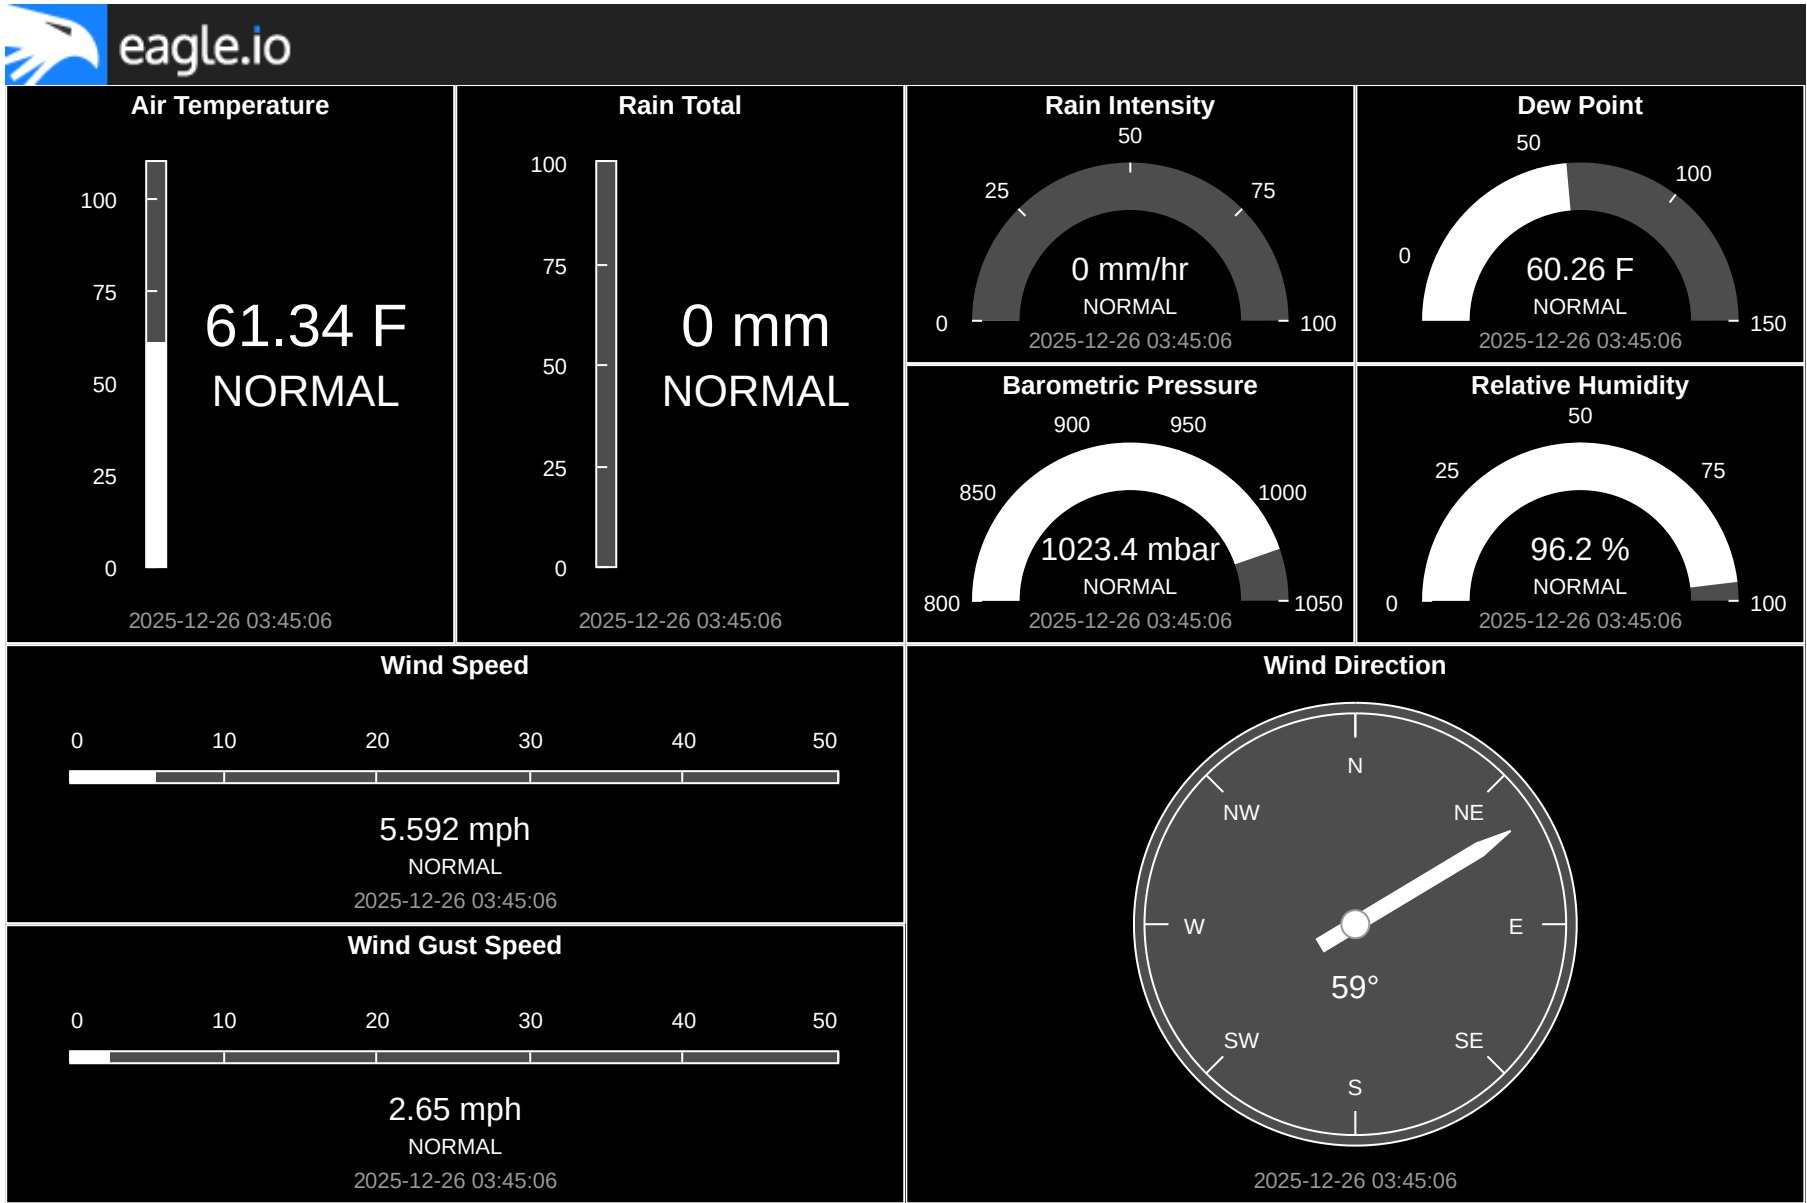 eagle.io
Air Temperature
100
75
50
25
0
61.34 F
NORMAL
2025-12-26 03:45:06
Rain Total
100
75
50
25
0
0 mm
NORMAL
2025-12-26 03:45:06
Rain Intensity
50
25
75
0
100
0 mm/hr
NORMAL
2025-12-26 03:45:06
Dew Point
50
100
0
150
60.26 F
NORMAL
2025-12-26 03:45:06
Barometric Pressure
900
950
850
1000
800
1050
1023.4 mbar
NORMAL
2025-12-26 03:45:06
Relative Humidity
50
25
75
0
100
96.2 %
NORMAL
2025-12-26 03:45:06
Wind Speed
0 10 20 30 40 50
5.592 mph
NORMAL
2025-12-26 03:45:06
Wind Gust Speed
0 10 20 30 40 50
2.65 mph
NORMAL
2025-12-26 03:45:06
Wind Direction
N
NW NE
W E
59°
SW SE
S
2025-12-26 03:45:06